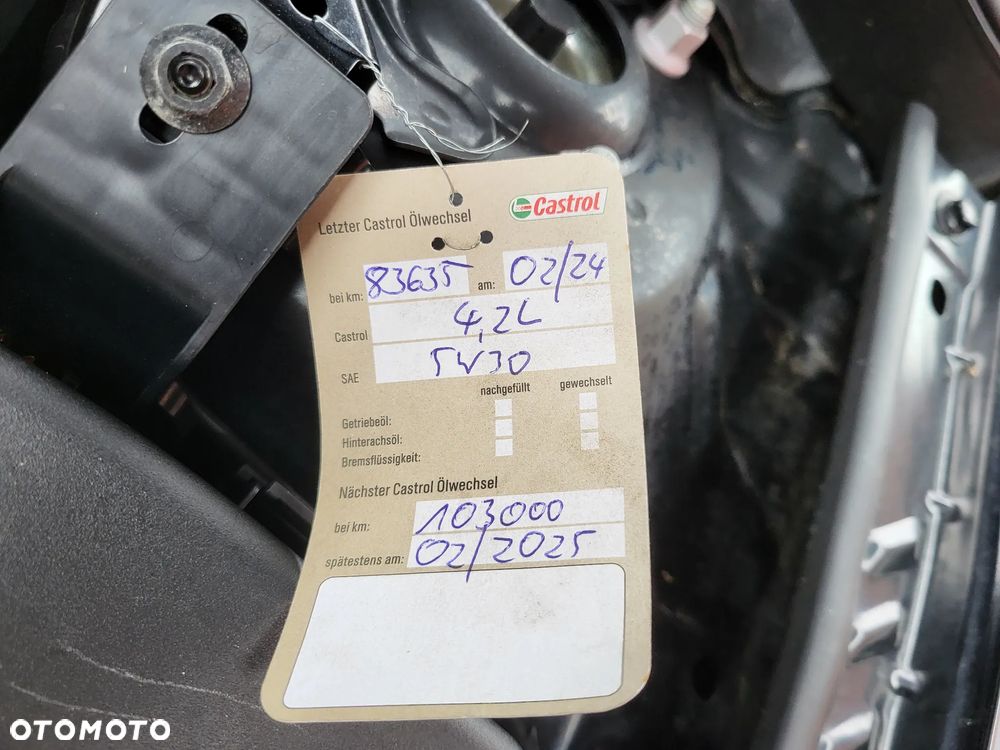 Castrol
Letzter Castrol Ölwechsel
bei km: 83635 am: 02/24
Castrol 4,2L
SAE 5W30
nachgefüllt gewechselt
Getriebeöl:
Hinterachsöl:
Bremsflüssigkeit:
Nächster Castrol Ölwechsel
bei km: 103000
spätestens am: 02/2025
OTOMOTO